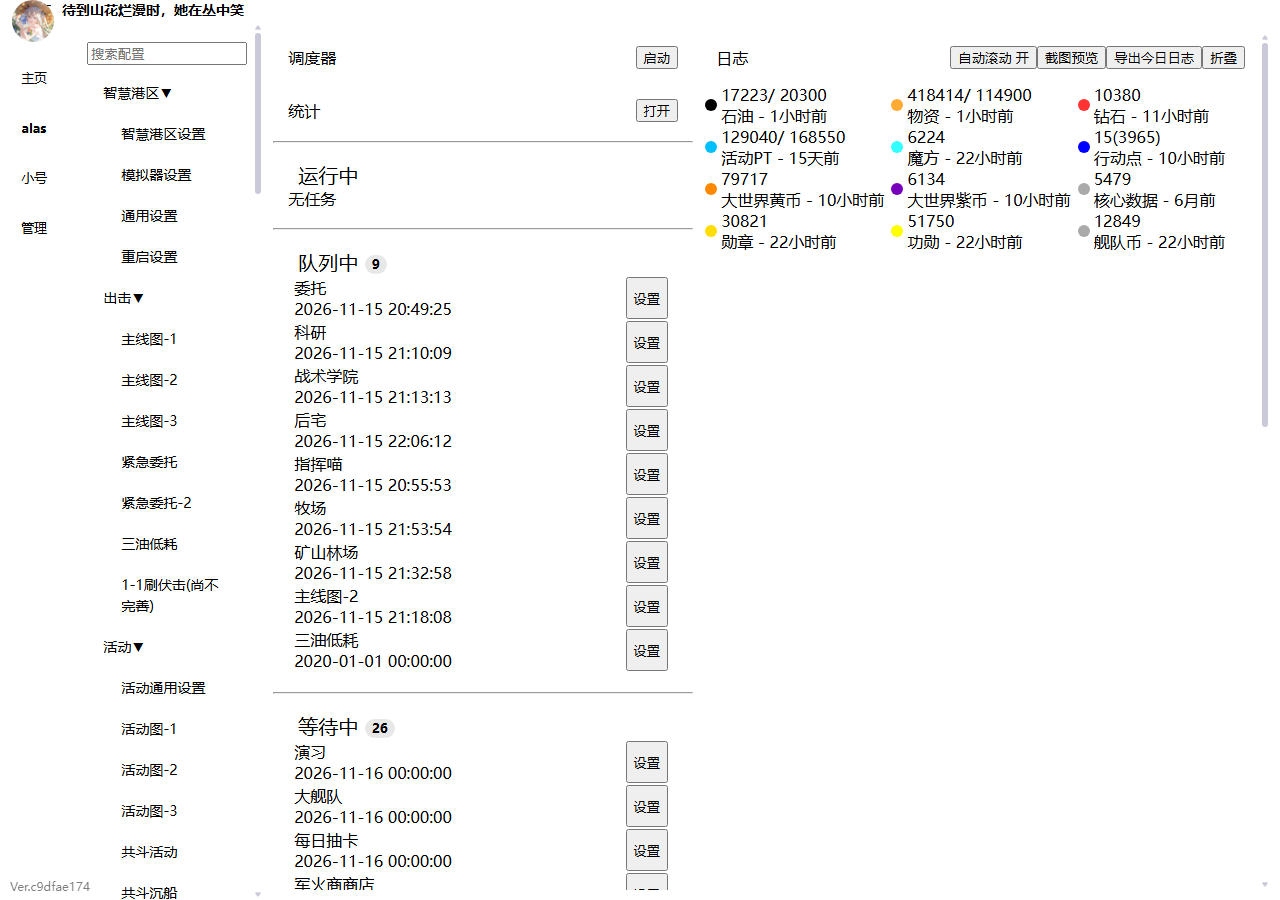 待到山花烂漫时，她在丛中笑
主页
alas
小号
管理
Ver.c9dfae174
搜索配置
智慧港区▼
智慧港区设置
模拟器设置
通用设置
重启设置
出击▼
主线图-1
主线图-2
主线图-3
紧急委托
紧急委托-2
三油低耗
1-1刷伏击(尚不
完善)
活动▼
活动通用设置
活动图-1
活动图-2
活动图-3
共斗活动
共斗沉船
调度器 启动
统计 打开
运行中
无任务
队列中 9
委托
2026-11-15 20:49:25
设置
科研
2026-11-15 21:10:09
设置
战术学院
2026-11-15 21:13:13
设置
后宅
2026-11-15 22:06:12
设置
指挥喵
2026-11-15 20:55:53
设置
牧场
2026-11-15 21:53:54
设置
矿山林场
2026-11-15 21:32:58
设置
主线图-2
2026-11-15 21:18:08
设置
三油低耗
2020-01-01 00:00:00
设置
等待中 26
演习
2026-11-16 00:00:00
设置
大舰队
2026-11-16 00:00:00
设置
每日抽卡
2026-11-16 00:00:00
设置
军火商商店
日志 自动滚动 开 截图预览 导出今日日志 折叠
17223/ 20300
石油 - 1小时前
418414/ 114900
物资 - 1小时前
10380
钻石 - 11小时前
129040/ 168550
活动PT - 15天前
6224
魔方 - 22小时前
15(3965)
行动点 - 10小时前
79717
大世界黄币 - 10小时前
6134
大世界紫币 - 10小时前
5479
核心数据 - 6月前
30821
勋章 - 22小时前
51750
功勋 - 22小时前
12849
舰队币 - 22小时前